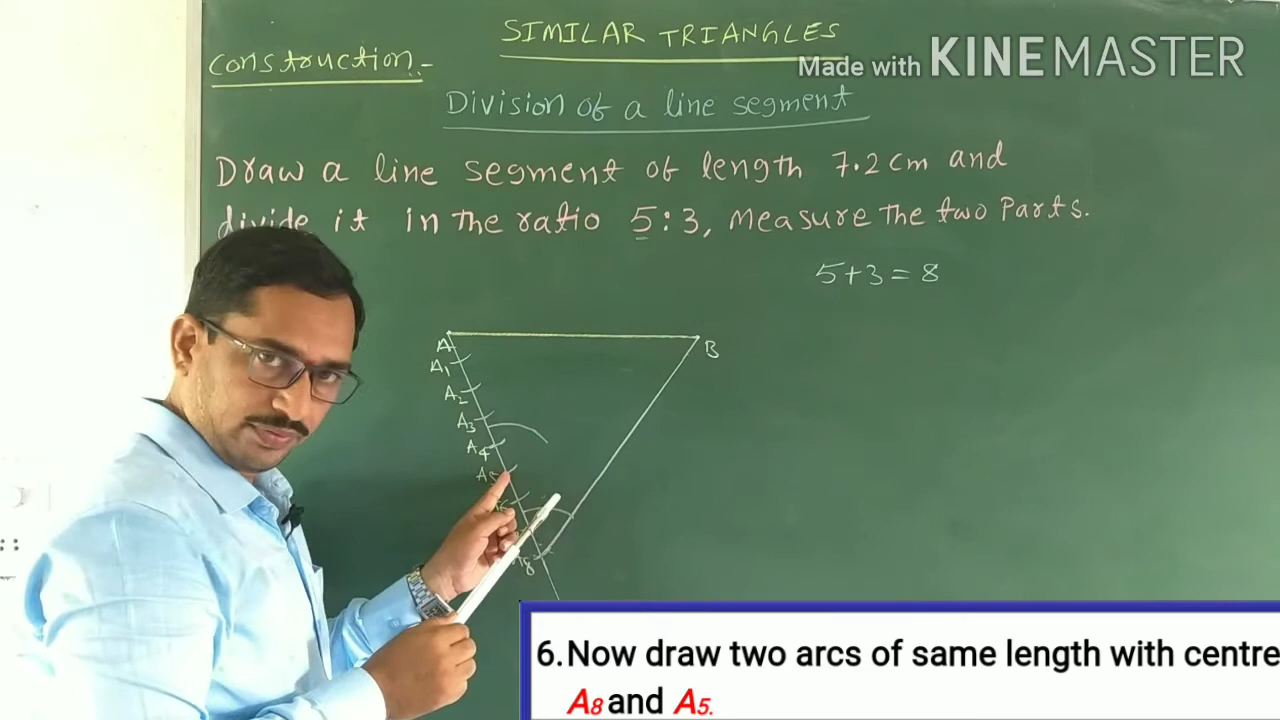 SIMILAR TRIANGLES
construction:-
Made with KINEMASTER
Division of a line segment
Draw a line segment of length 7.2 cm and
divide it in the ratio 5:3, Measure the two Parts.
5+3=8
A
B
A1
A2
A3
A4
A5
A8
6. Now draw two arcs of same length with centre
A8 and A5.